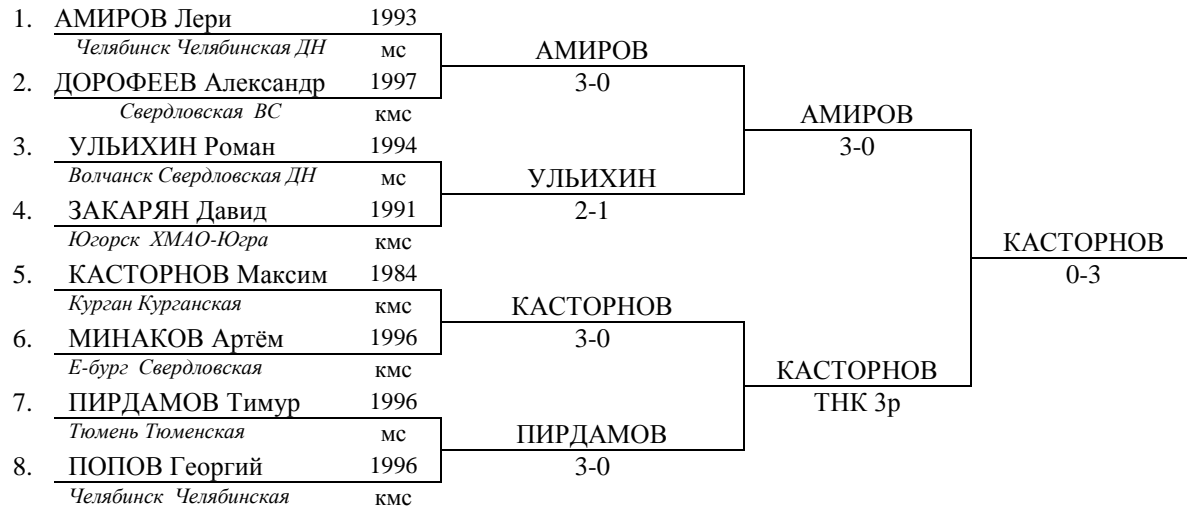 1. АМИРОВ Лери 1993
Челябинск Челябинская ДН мс
АМИРОВ
3-0
2. ДОРОФЕЕВ Александр 1997
Свердловская ВС кмс
АМИРОВ
3-0
3. УЛЬИХИН Роман 1994
Волчанск Свердловская ДН мс
УЛЬИХИН
2-1
4. ЗАКАРЯН Давид 1991
Югорск ХМАО-Югра кмс
КАСТОРНОВ
0-3
5. КАСТОРНОВ Максим 1984
Курган Курганская кмс
КАСТОРНОВ
3-0
6. МИНАКОВ Артём 1996
Е-бург Свердловская кмс
КАСТОРНОВ
ТНК 3р
7. ПИРДАМОВ Тимур 1996
Тюмень Тюменская мс
ПИРДАМОВ
3-0
8. ПОПОВ Георгий 1996
Челябинск Челябинская кмс